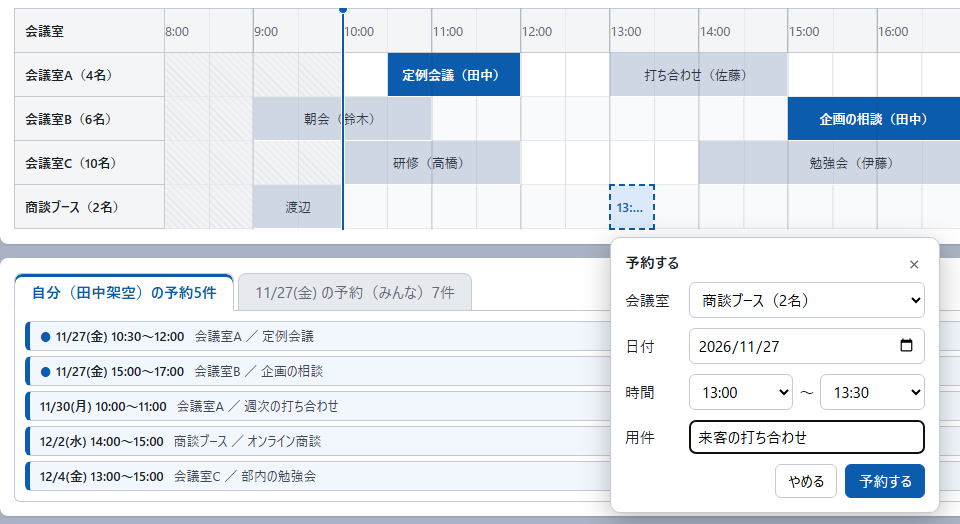 会議室 8:00 9:00 10:00 11:00 12:00 13:00 14:00 15:00 16:00
会議室A（4名） 定例会議（田中） 打ち合わせ（佐藤）
会議室B（6名） 朝会（鈴木） 企画の相談（田中）
会議室C（10名） 研修（高橋） 勉強会（伊藤）
商談ブース（2名） 渡辺 13:...
自分（田中架空）の予約5件 11/27(金) の予約（みんな）7件
● 11/27(金) 10:30～12:00 会議室A ／ 定例会議
● 11/27(金) 15:00～17:00 会議室B ／ 企画の相談
11/30(月) 10:00～11:00 会議室A ／ 週次の打ち合わせ
12/2(水) 14:00～15:00 商談ブース ／ オンライン商談
12/4(金) 13:00～15:00 会議室C ／ 部内の勉強会
予約する ×
会議室 商談ブース（2名）
日付 2026/11/27
時間 13:00 ～ 13:30
用件 来客の打ち合わせ
やめる 予約する